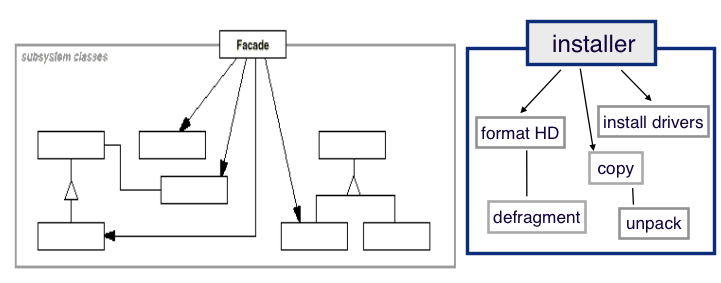 Facade
subsystem classes
installer
format HD
install drivers
copy
defragment
unpack